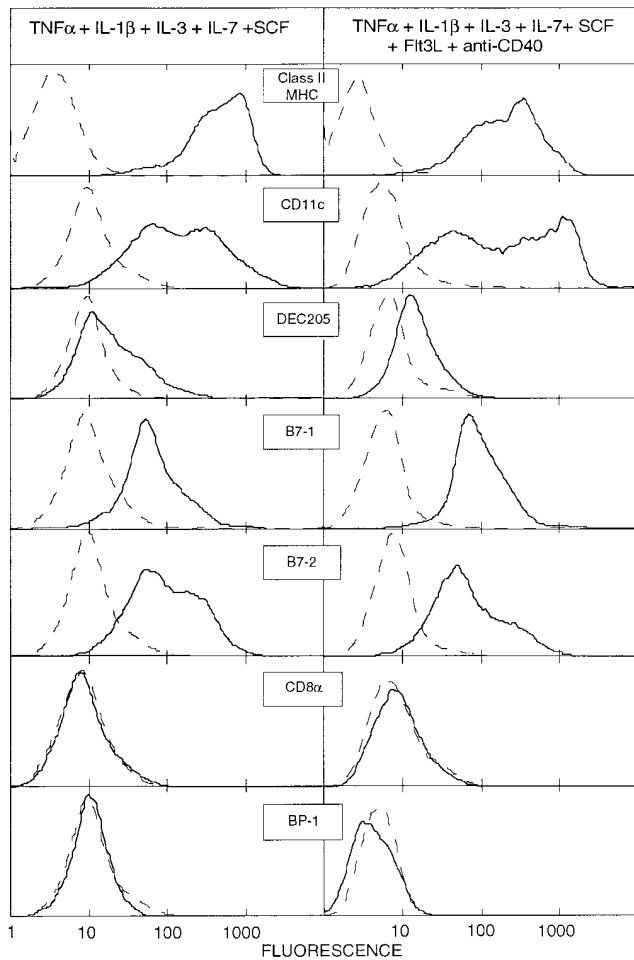 TNFα + IL-1β + IL-3 + IL-7 +SCF
TNFα + IL-1β + IL-3 + IL-7+ SCF
+ Flt3L + anti-CD40
Class II
MHC
CD11c
DEC205
B7-1
B7-2
CD8α
BP-1
1 10 100 1000 10 100 1000
FLUORESCENCE